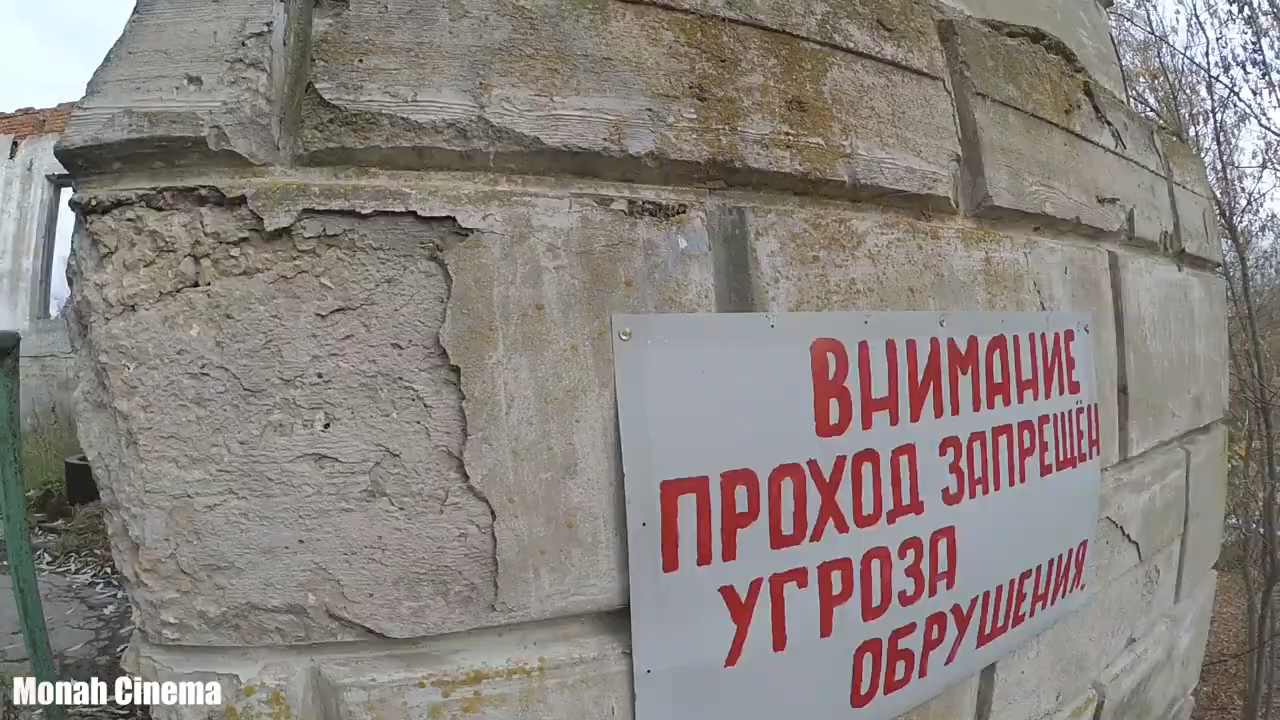 ВНИМАНИЕ
ПРОХОД ЗАПРЕЩЁН
УГРОЗА
ОБРУШЕНИЯ.
Monah Cinema